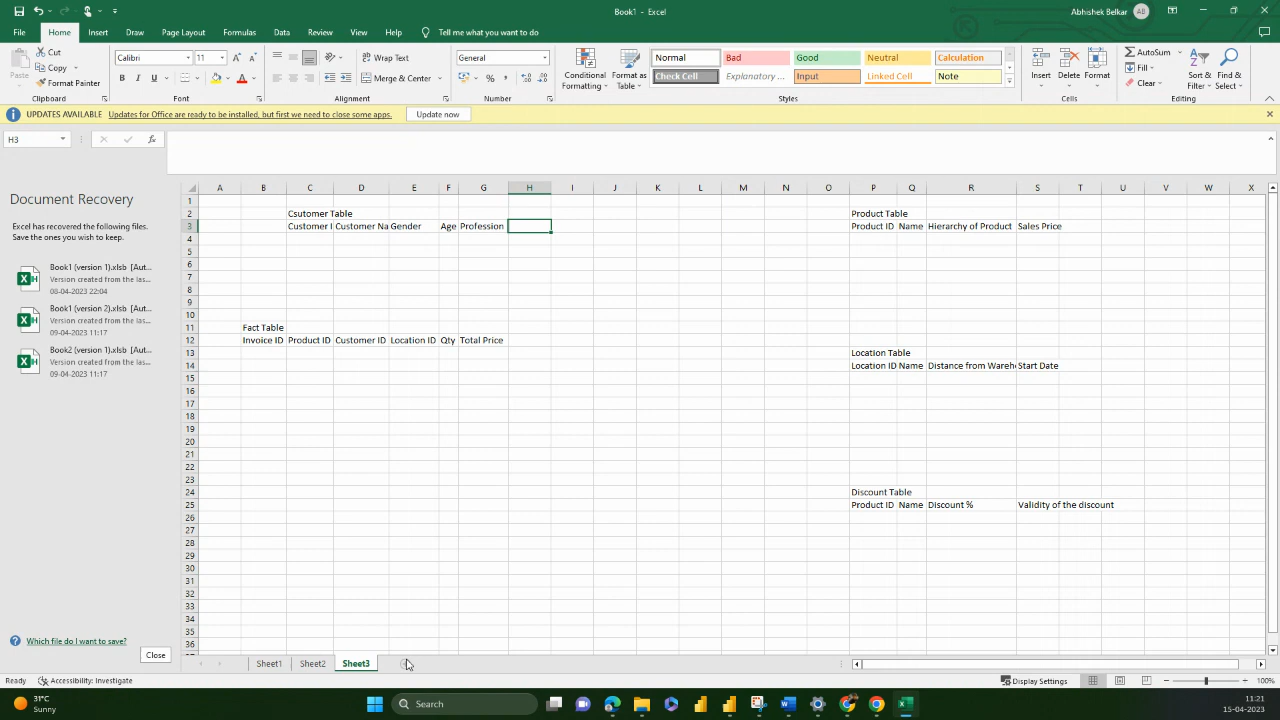 Book1 - Excel
Abhishek Belkar AB
File Home Insert Draw Page Layout Formulas Data Review View Help Tell me what you want to do
Paste
Cut
Copy
Format Painter
Clipboard
Calibri 11
B I U
Font
Wrap Text
Merge & Center
Alignment
General
Number
Conditional Formatting
Format as Table
Normal Bad Good Neutral Calculation
Check Cell Explanatory ... Input Linked Cell Note
Styles
Insert Delete Format
Cells
AutoSum
Fill
Clear
Sort & Filter
Find & Select
Editing
UPDATES AVAILABLE Updates for Office are ready to be installed, but first we need to close some apps. Update now
H3 fx
Document Recovery
Excel has recovered the following files.
Save the ones you wish to keep.
Book1 (version 1).xlsb [Aut...
Version created from the las...
08-04-2023 22:04
Book1 (version 2).xlsb [Aut...
Version created from the las...
09-04-2023 11:17
Book2 (version 1).xlsb [Aut...
Version created from the las...
09-04-2023 11:17
Which file do I want to save?
Close
A B C D E F G H I J K L M N O P Q R S T U V W X
1
2 Csutomer Table Product Table
3 Customer I Customer Na Gender Age Profession Product ID Name Hierarchy of Product Sales Price
4
5
6
7
8
9
10
11 Fact Table
12 Invoice ID Product ID Customer ID Location ID Qty Total Price
13 Location Table
14 Location ID Name Distance from Wareh Start Date
15
16
17
18
19
20
21
22
23
24 Discount Table
25 Product ID Name Discount % Validity of the discount
26
27
28
29
30
31
32
33
34
35
36
Sheet1 Sheet2 Sheet3
Ready Accessibility: Investigate Display Settings 100%
31°C
Sunny
Search
11:21
15-04-2023